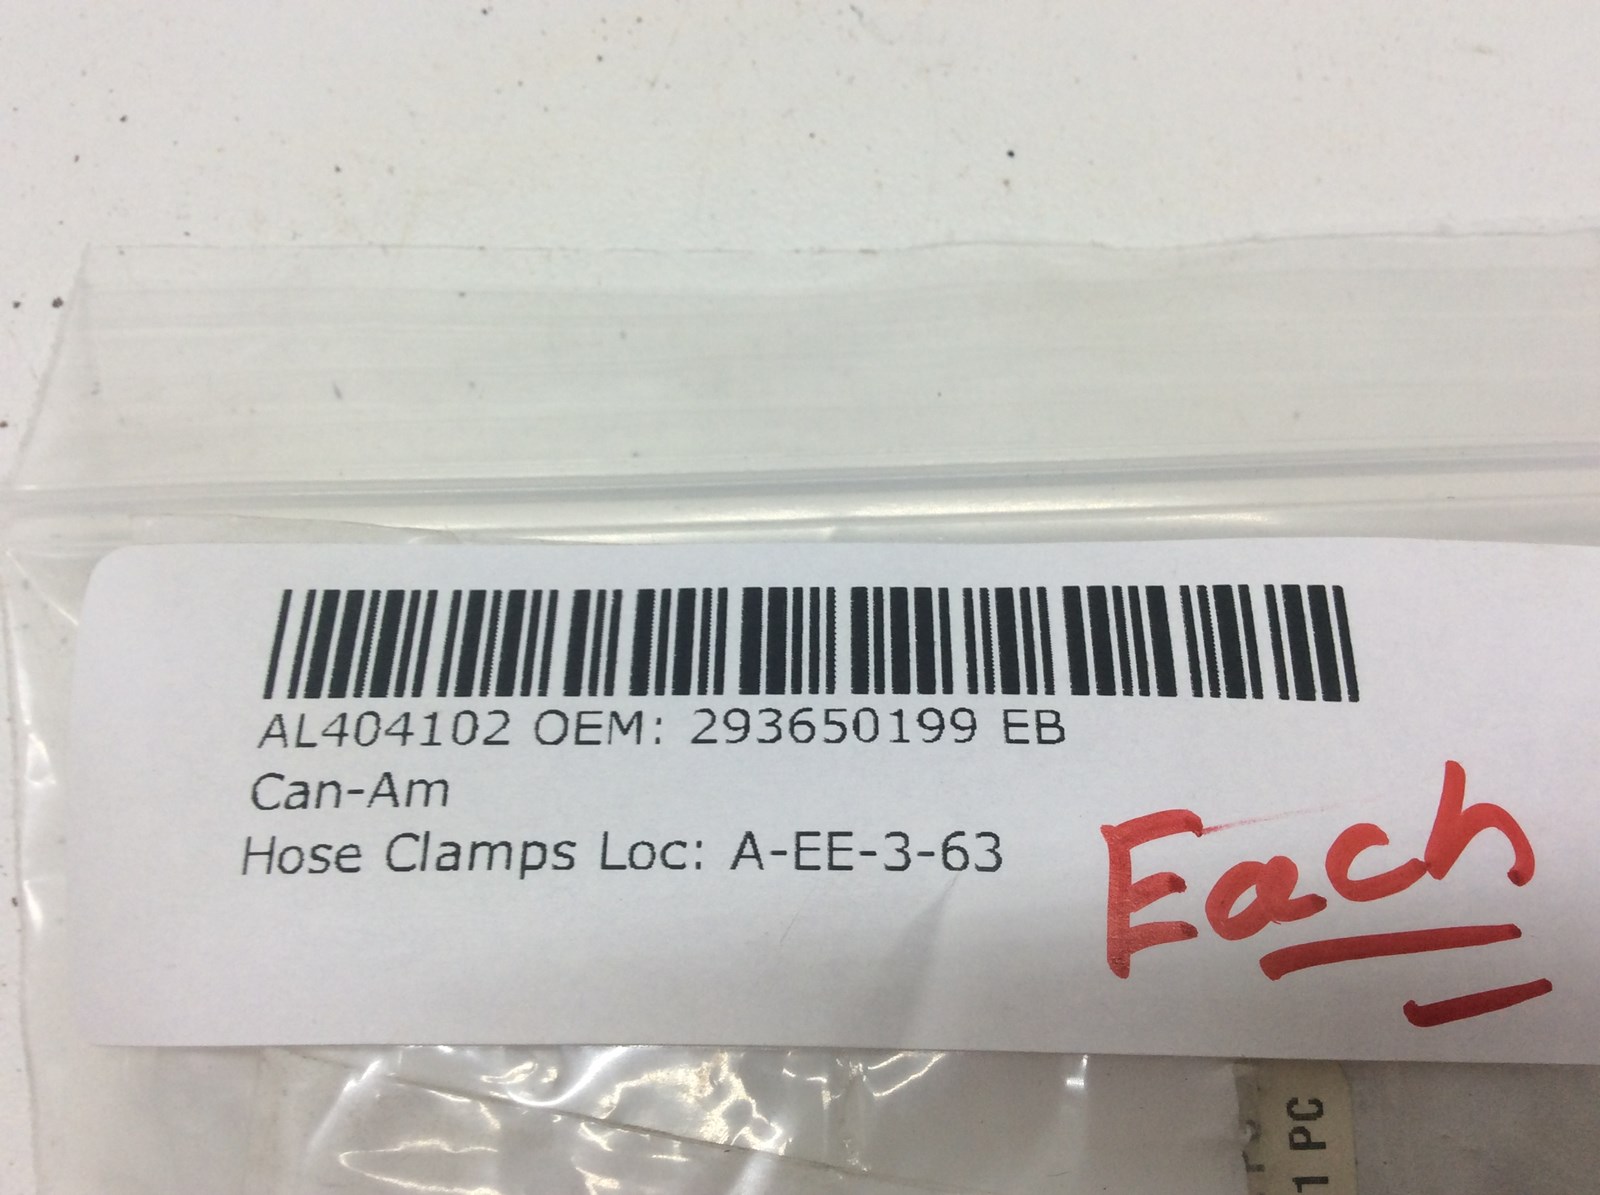 AL404102 OEM: 293650199 EB
Can-Am
Hose Clamps Loc: A-EE-3-63
Each
1 PC